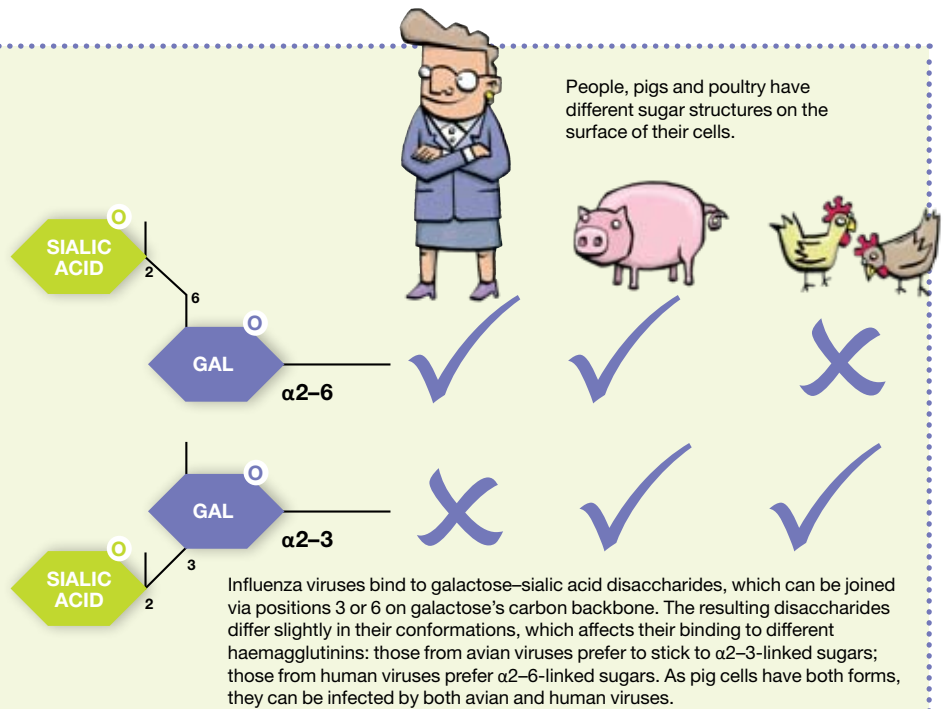 People, pigs and poultry have
different sugar structures on the
surface of their cells.
O
SIALIC
ACID
2
6
O
GAL
α2–6
O
GAL
α2–3
3
O
SIALIC
ACID
2
Influenza viruses bind to galactose–sialic acid disaccharides, which can be joined
via positions 3 or 6 on galactose’s carbon backbone. The resulting disaccharides
differ slightly in their conformations, which affects their binding to different
haemagglutinins: those from avian viruses prefer to stick to α2–3-linked sugars;
those from human viruses prefer α2–6-linked sugars. As pig cells have both forms,
they can be infected by both avian and human viruses.